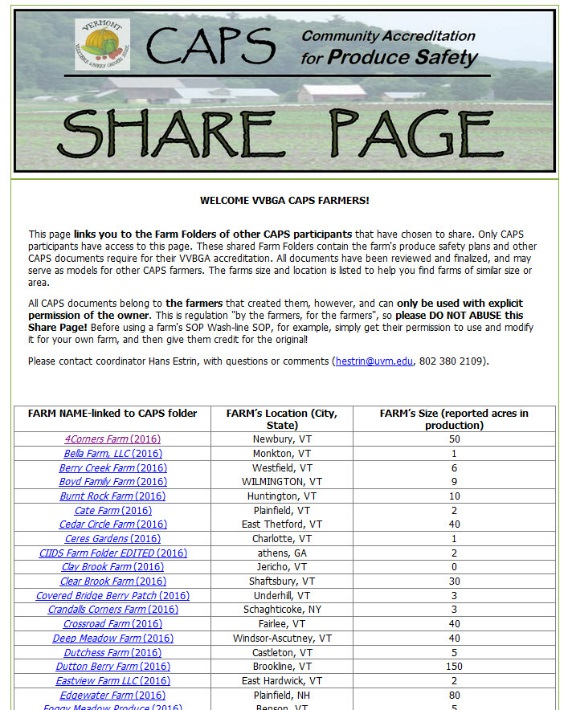 VERMONT
CAPS
Community Accreditation
for Produce Safety
SHARE PAGE
WELCOME VVBGA CAPS FARMERS!
This page links you to the Farm Folders of other CAPS participants that have chosen to share. Only CAPS
participants have access to this page. These shared Farm Folders contain the farm's produce safety plans and other
CAPS documents require for their VVBGA accreditation. All documents have been reviewed and finalized, and may
serve as models for other CAPS farmers. The farms size and location is listed to help you find farms of similar size or
area.
All CAPS documents belong to the farmers that created them, however, and can only be used with explicit
permission of the owner. This is regulation "by the farmers, for the farmers", so please DO NOT ABUSE this
Share Page! Before using a farm's SOP Wash-line SOP, for example, simply get their permission to use and modify
it for your own farm, and then give them credit for the original!
Please contact coordinator Hans Estrin, with questions or comments (hestrin@uvm.edu, 802 380 2109).
FARM NAME-linked to CAPS folder FARM's Location (City, State) FARM's Size (reported acres in production)
4Corners Farm (2016) Newbury, VT 50
Bella Farm, LLC (2016) Monkton, VT 1
Berry Creek Farm (2016) Westfield, VT 6
Boyd Family Farm (2016) WILMINGTON, VT 9
Burnt Rock Farm (2016) Huntington, VT 10
Cate Farm (2016) Plainfield, VT 2
Cedar Circle Farm (2016) East Thetford, VT 40
Ceres Gardens (2016) Charlotte, VT 1
CIIDS Farm Folder EDITED (2016) athens, GA 2
Clay Brook Farm (2016) Jericho, VT 0
Clear Brook Farm (2016) Shaftsbury, VT 30
Covered Bridge Berry Patch (2016) Underhill, VT 3
Crandalls Corners Farm (2016) Schaghticoke, NY 3
Crossroad Farm (2016) Fairlee, VT 40
Deep Meadow Farm (2016) Windsor-Ascutney, VT 40
Dutchess Farm (2016) Castleton, VT 5
Dutton Berry Farm (2016) Brookline, VT 150
Eastview Farm LLC (2016) East Hardwick, VT 2
Edgewater Farm (2016) Plainfield, NH 80
Foggy Meadow Produce (2016) Benson, VT 5